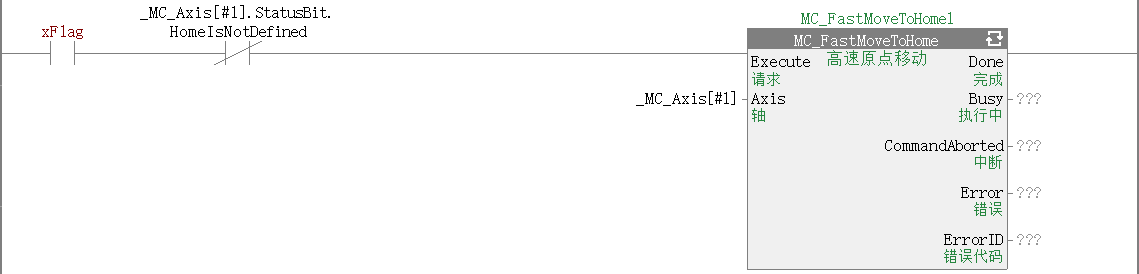 _MC_Axis[#1].StatusBit.
xFlag
HomeIsNotDefined
MC_FastMoveToHome1
MC_FastMoveToHome
Execute
高速原点移动
Done
请求
完成
_MC_Axis[#1]
Axis
Busy
???
轴
执行中
CommandAborted
???
中断
Error
???
错误
ErrorID
???
错误代码